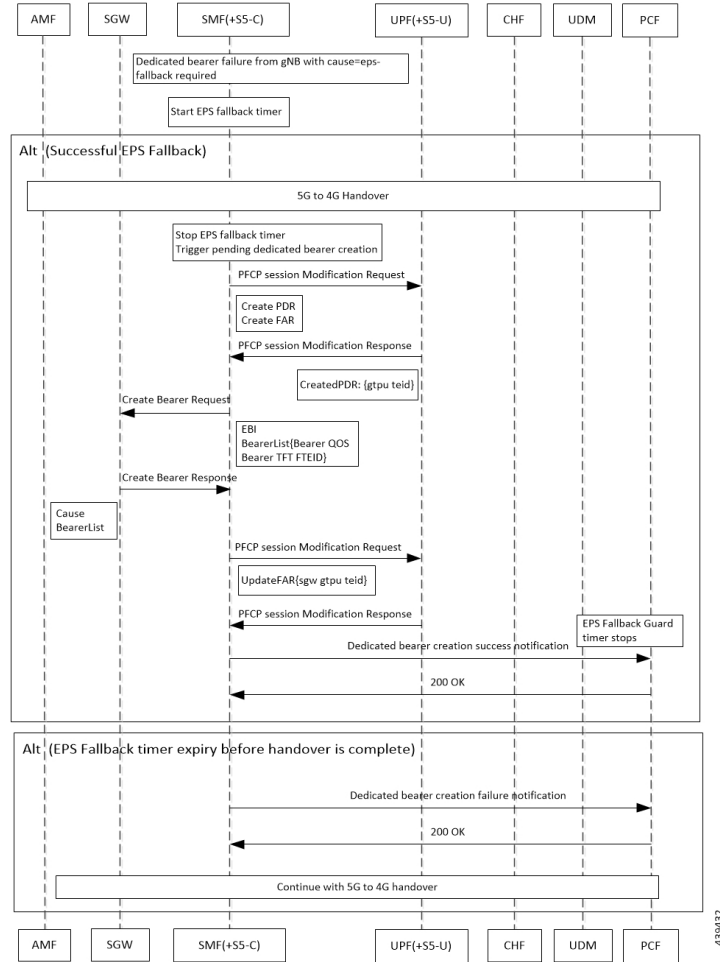 AMF
SGW
SMF(+S5-C)
UPF(+S5-U)
CHF
UDM
PCF
Dedicated bearer failure from gNB with cause=eps-
fallback required
Start EPS fallback timer
Alt (Successful EPS Fallback)
5G to 4G Handover
Stop EPS fallback timer
Trigger pending dedicated bearer creation
PFCP session Modification Request
Create PDR
Create FAR
PFCP session Modification Response
CreatedPDR: {gtpu teid}
Create Bearer Request
EBI
BearerList{Bearer QOS
Bearer TFT FTEID}
Create Bearer Response
Cause
BearerList
PFCP session Modification Request
UpdateFAR{sgw gtpu teid}
PFCP session Modification Response
EPS Fallback Guard
timer stops
Dedicated bearer creation success notification
200 OK
Alt (EPS Fallback timer expiry before handover is complete)
Dedicated bearer creation failure notification
200 OK
Continue with 5G to 4G handover
AMF
SGW
SMF(+S5-C)
UPF(+S5-U)
CHF
UDM
PCF
439432